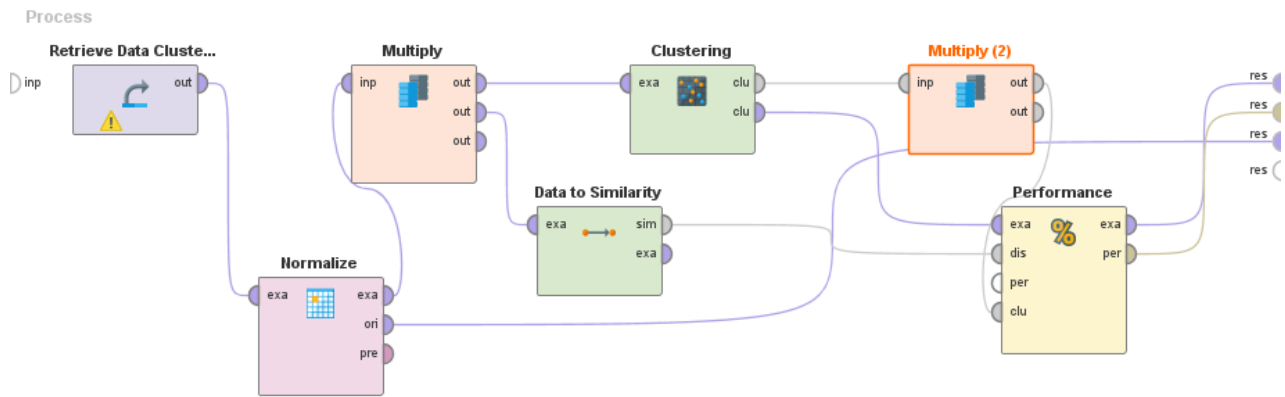 Process
Retrieve Data Cluste...
Multiply
Clustering
Multiply (2)
inp
out
inp
out
out
out
exa
clu
clu
inp
out
out
res
res
res
res
Data to Similarity
exa
sim
exa
Performance
exa
dis
per
clu
exa
per
%
Normalize
exa
exa
ori
pre